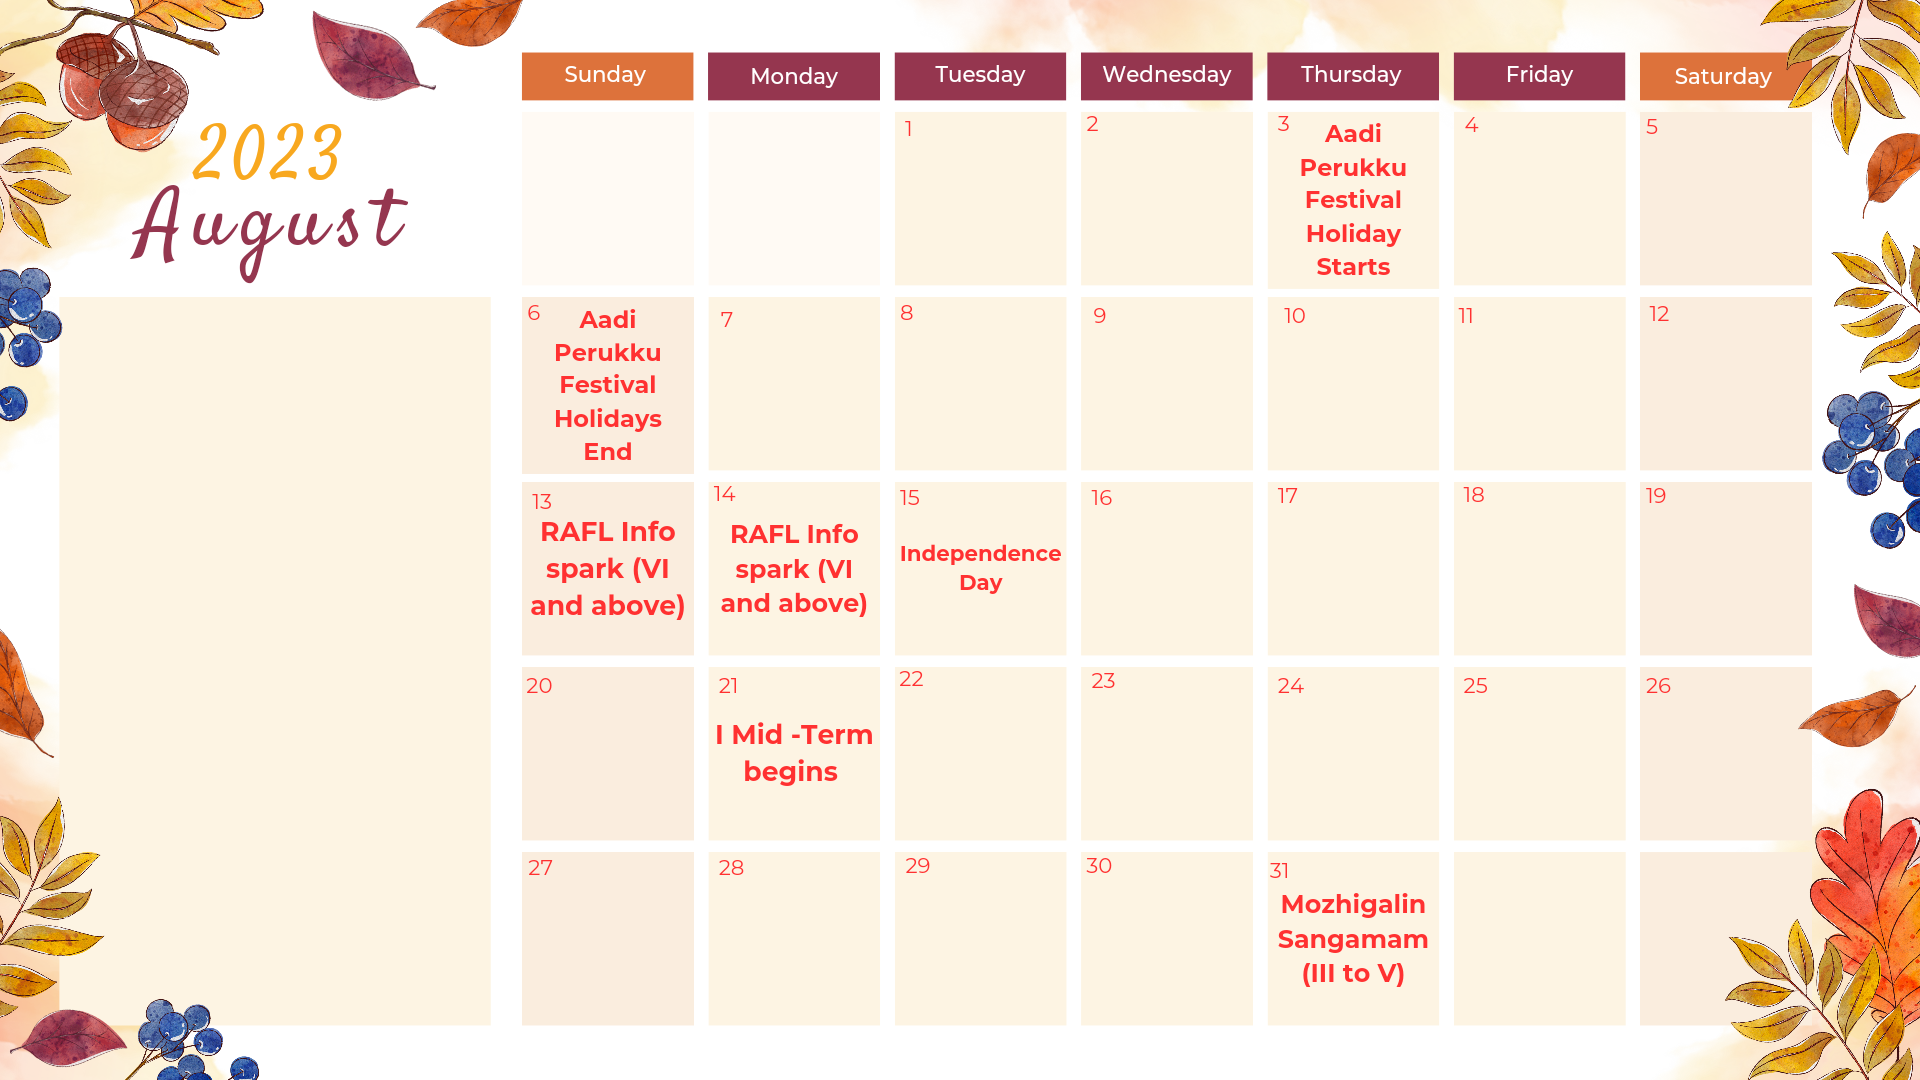 2023
August
Sunday
Monday
Tuesday
Wednesday
Thursday
Friday
Saturday
1
2
3
Aadi
Perukku
Festival
Holiday
Starts
4
5
6
Aadi
Perukku
Festival
Holidays
End
7
8
9
10
11
12
13
RAFL Info
spark (VI
and above)
14
RAFL Info
spark (VI
and above)
15
Independence
Day
16
17
18
19
20
21
I Mid -Term
begins
22
23
24
25
26
27
28
29
30
31
Mozhigalin
Sangamam
(III to V)